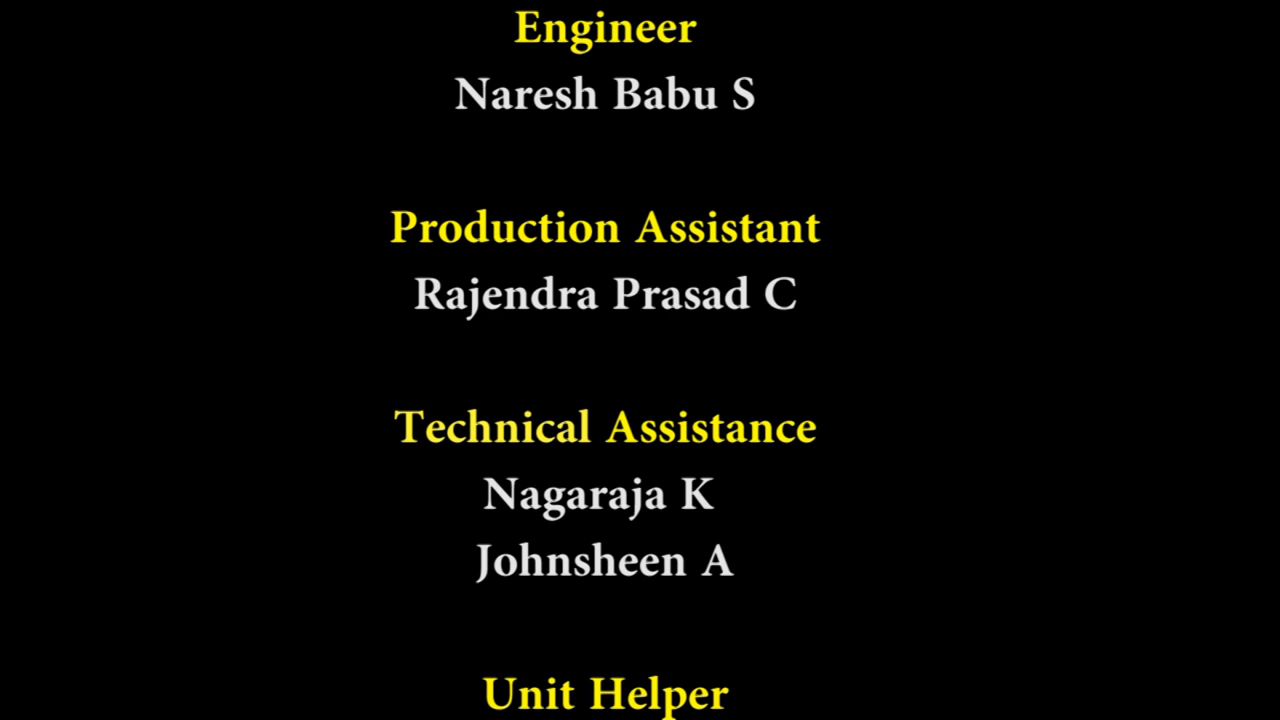 Engineer
Naresh Babu S
Production Assistant
Rajendra Prasad C
Technical Assistance
Nagaraja K
Johnsheen A
Unit Helper